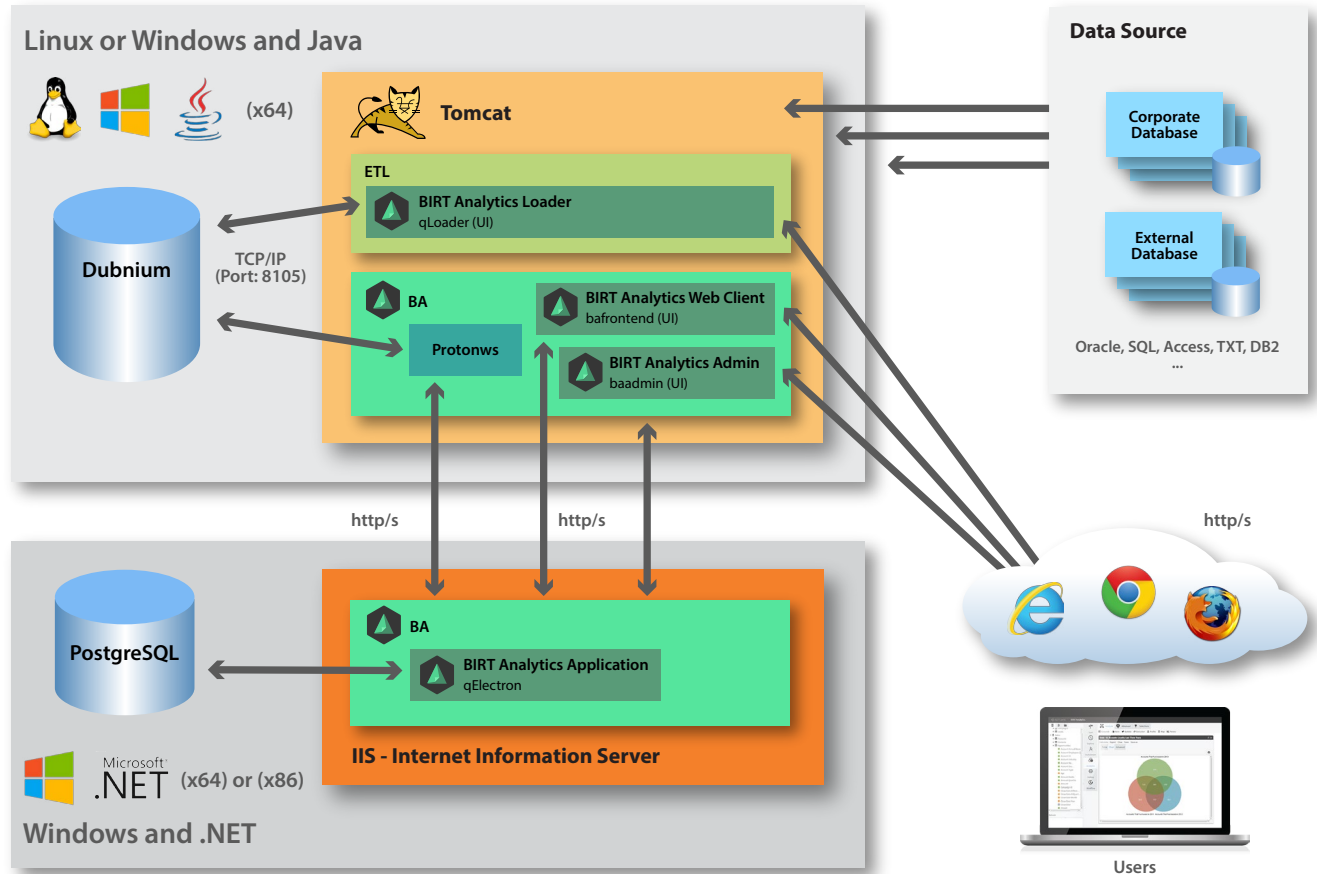 Linux or Windows and Java
(x64)
Tomcat
ETL
BIRT Analytics Loader
qLoader (UI)
Dubnium
TCP/IP
(Port: 8105)
BA
BIRT Analytics Web Client
bafrontend (UI)
Protonws
BIRT Analytics Admin
baadmin (UI)
Data Source
Corporate
Database
External
Database
Oracle, SQL, Access, TXT, DB2
...
http/s
http/s
http/s
PostgreSQL
BA
BIRT Analytics Application
qElectron
IIS - Internet Information Server
Microsoft
.NET
(x64) or (x86)
Windows and .NET
Users